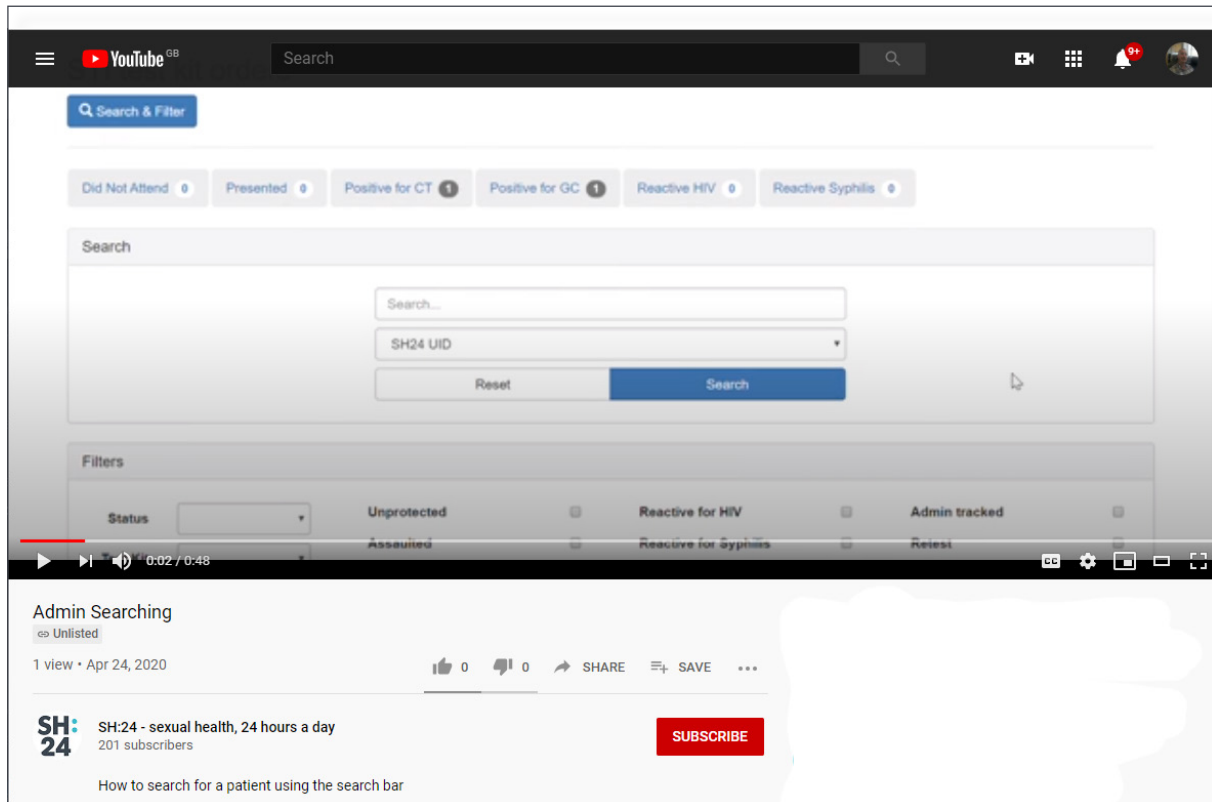 YouTube GB Search 9+
Search & Filter
Did Not Attend 0 Presented 0 Positive for CT 1 Positive for GC 1 Reactive HIV 0 Reactive Syphilis 0
Search
Search...
SH24 UID
Reset Search
Filters
Status Unprotected Reactive for HIV Admin tracked
Assaulted Reactive for Syphilis Retest
0:02 / 0:48 CC
Admin Searching
Unlisted
1 view • Apr 24, 2020 0 0 SHARE SAVE
SH:24 SH:24 - sexual health, 24 hours a day
201 subscribers
SUBSCRIBE
How to search for a patient using the search bar